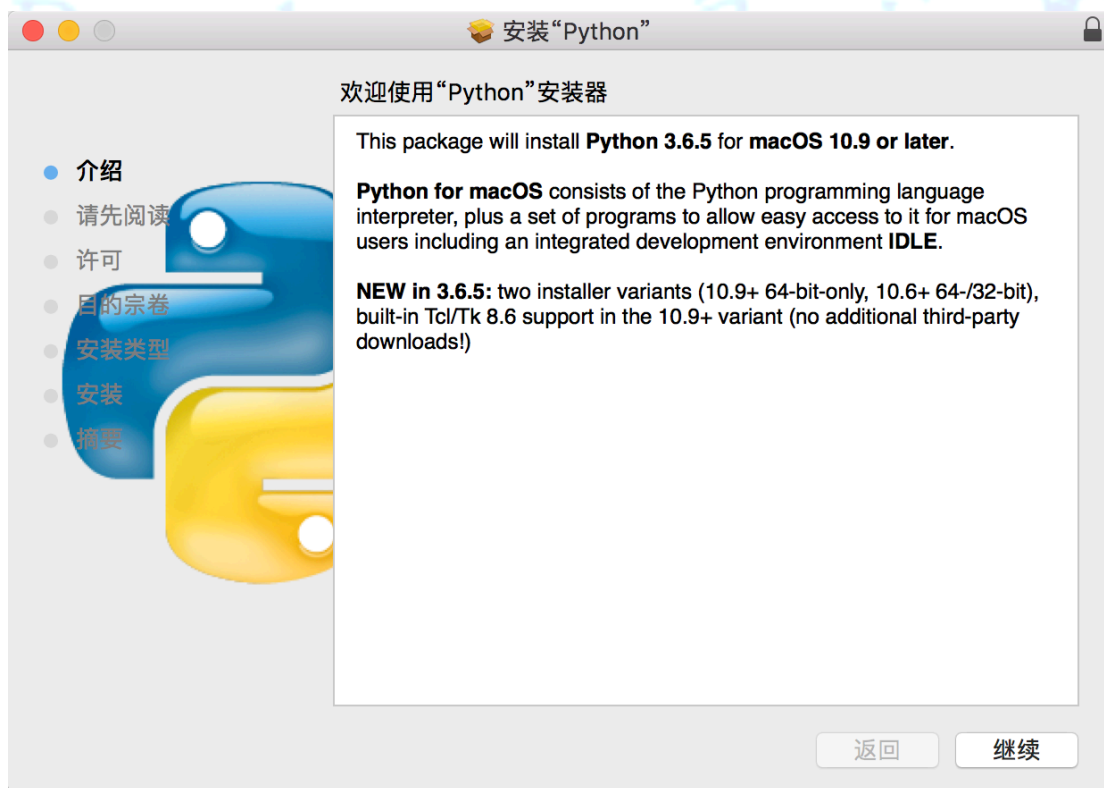 安装“Python”
欢迎使用“Python”安装器
介绍
请先阅读
许可
目的宗卷
安装类型
安装
摘要
This package will install Python 3.6.5 for macOS 10.9 or later.
Python for macOS consists of the Python programming language
interpreter, plus a set of programs to allow easy access to it for macOS
users including an integrated development environment IDLE.
NEW in 3.6.5: two installer variants (10.9+ 64-bit-only, 10.6+ 64-/32-bit),
built-in Tcl/Tk 8.6 support in the 10.9+ variant (no additional third-party
downloads!)
返回
继续